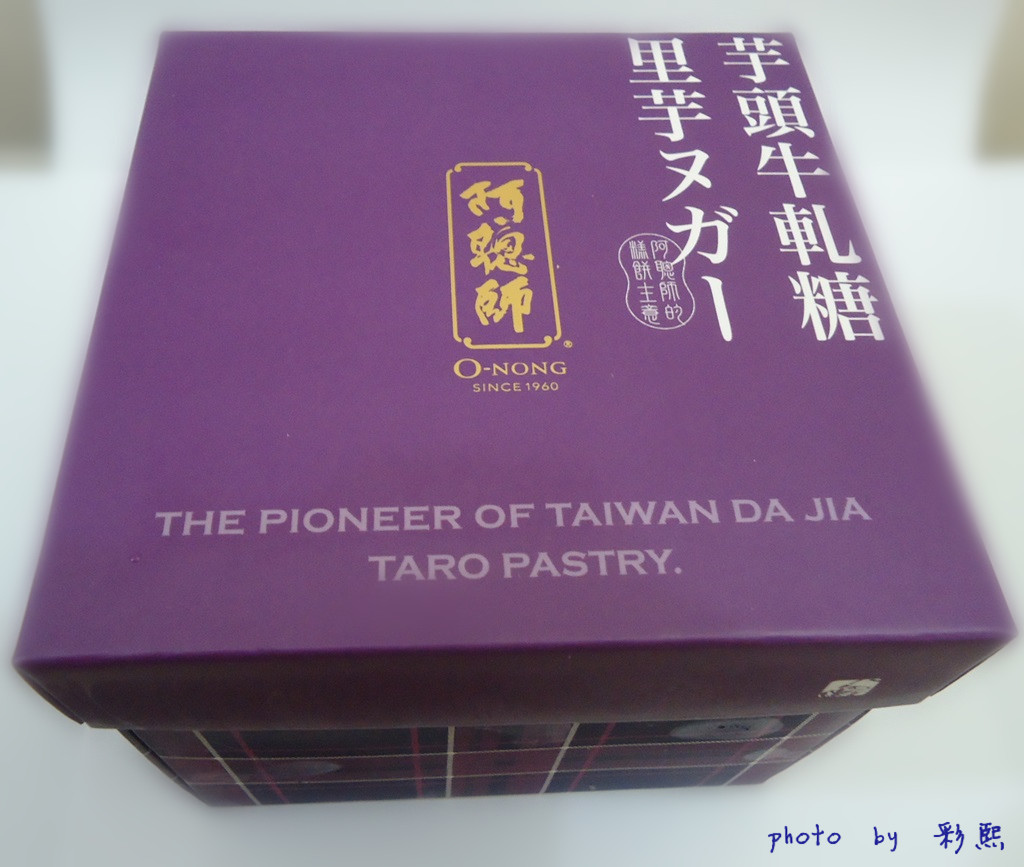 芋頭牛軋糖
里芋ヌガー
阿聰師的
糕餅主意
阿聰師
®
O-NONG
SINCE 1960
THE PIONEER OF TAIWAN DA JIA
TARO PASTRY.
photo by 彩熙